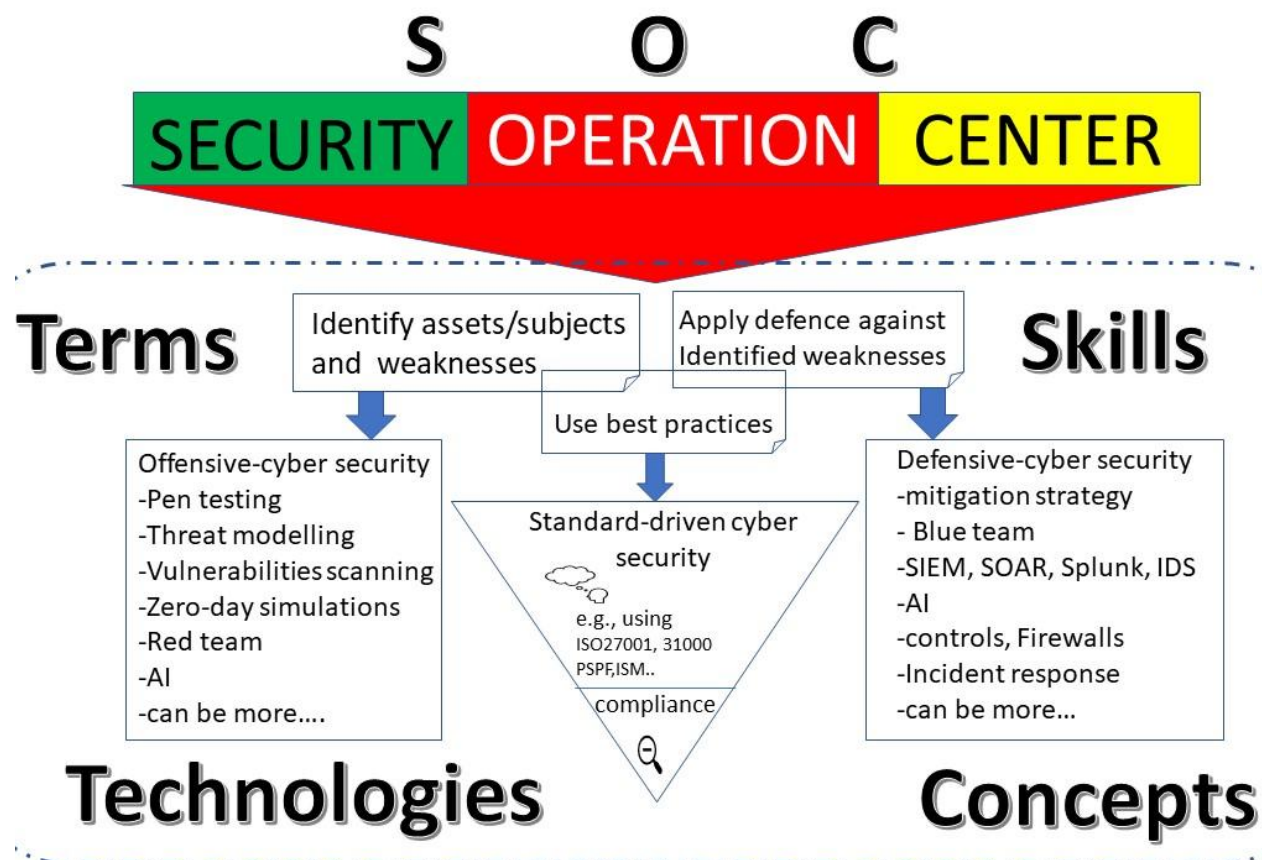 S O C
SECURITY OPERATION CENTER
Terms
Identify assets/subjects
and weaknesses
Apply defence against
Identified weaknesses
Skills
Use best practices
Offensive-cyber security
-Pen testing
-Threat modelling
-Vulnerabilities scanning
-Zero-day simulations
-Red team
-AI
-can be more....
Standard-driven cyber
security
e.g., using
ISO27001, 31000
PSPF,ISM..
compliance
Defensive-cyber security
-mitigation strategy
- Blue team
-SIEM, SOAR, Splunk, IDS
-AI
-controls, Firewalls
-Incident response
-can be more...
Technologies
Concepts